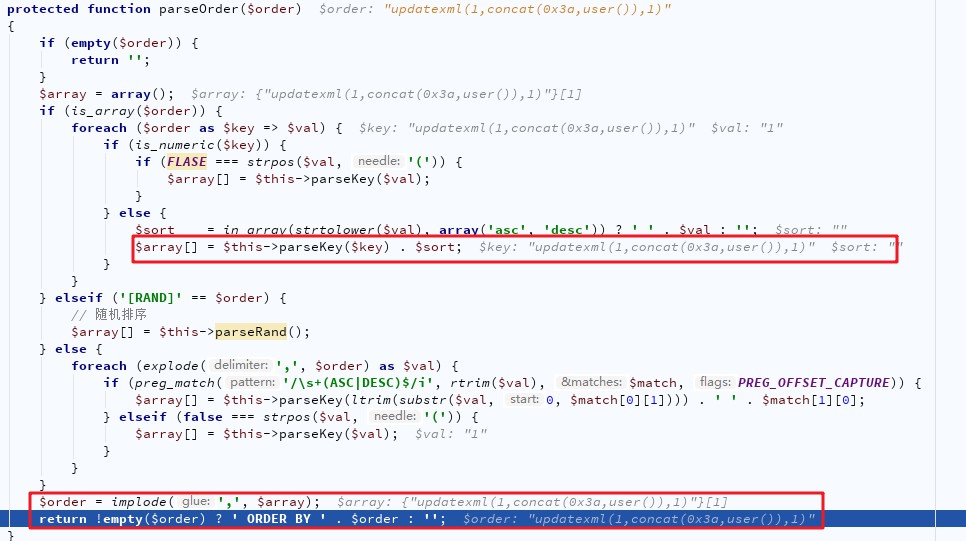 protected function parseOrder($order)  $order: "updatexml(1,concat(0x3a,user()),1)"
{
    if (empty($order)) {
        return '';
    }
    $array = array();  $array: {"updatexml(1,concat(0x3a,user()),1)"}[1]
    if (is_array($order)) {
        foreach ($order as $key => $val) {  $key: "updatexml(1,concat(0x3a,user()),1)"  $val: "1"
            if (is_numeric($key)) {
                if (FLASE === strpos($val, needle: '(')) {
                    $array[] = $this->parseKey($val);
                }
            } else {
                $sort    = in_array(strtolower($val), array('asc', 'desc')) ? ' ' . $val : '';  $sort: ""
                $array[] = $this->parseKey($key) . $sort;  $key: "updatexml(1,concat(0x3a,user()),1)"  $sort: ""
            }
        }
    } elseif ('[RAND]' == $order) {
        // 随机排序
        $array[] = $this->parseRand();
    } else {
        foreach (explode( delimiter: ',', $order) as $val) {
            if (preg_match( pattern: '/\s+(ASC|DESC)$/i', rtrim($val), &matches: $match, flags: PREG_OFFSET_CAPTURE)) {
                $array[] = $this->parseKey(ltrim(substr($val, start: 0, $match[0][1]))) . ' ' . $match[1][0];
            } elseif (false === strpos($val, needle: '(')) {
                $array[] = $this->parseKey($val);  $val: "1"
            }
        }
    }
    $order = implode( glue: ',', $array);  $array: {"updatexml(1,concat(0x3a,user()),1)"}[1]
    return !empty($order) ? ' ORDER BY ' . $order : '';  $order: "updatexml(1,concat(0x3a,user()),1)"
}